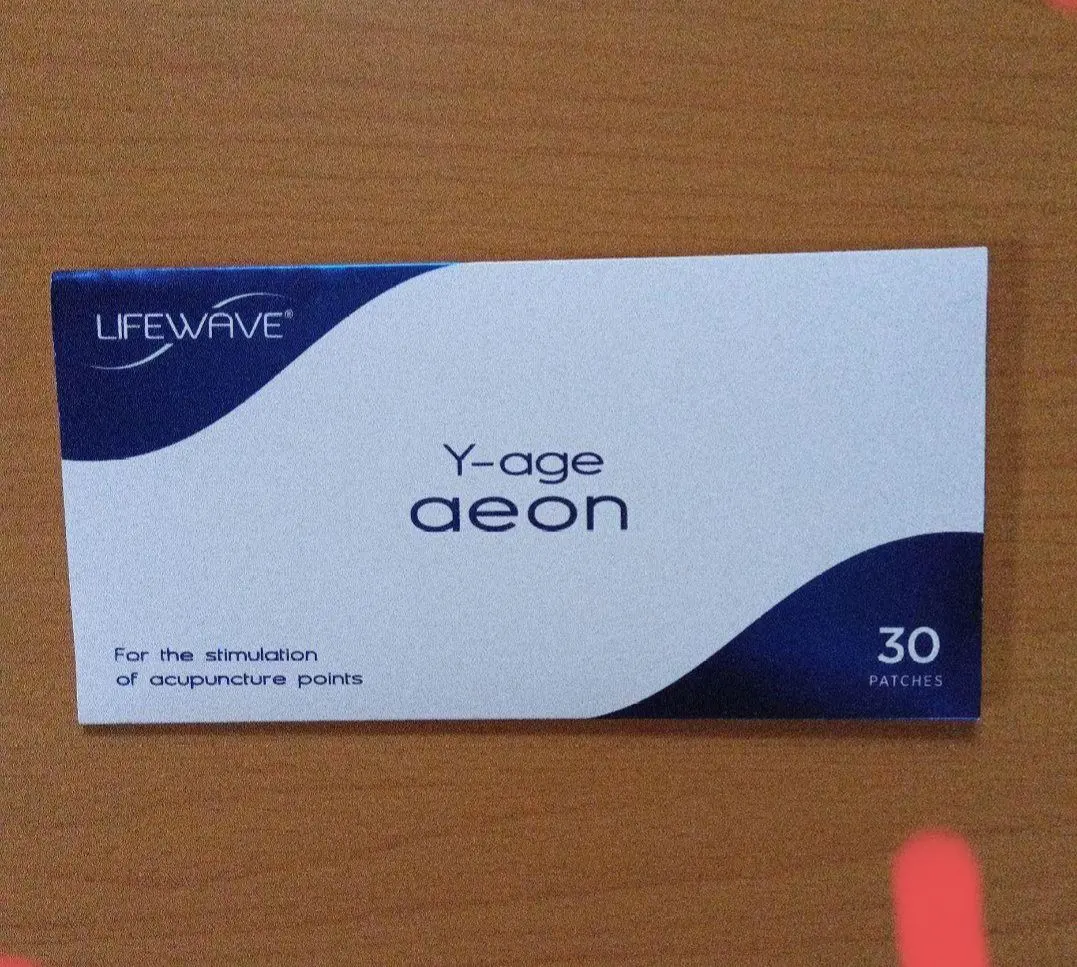 LIFEWAVE®
Y-age
aeon
For the stimulation
of acupuncture points
30
PATCHES